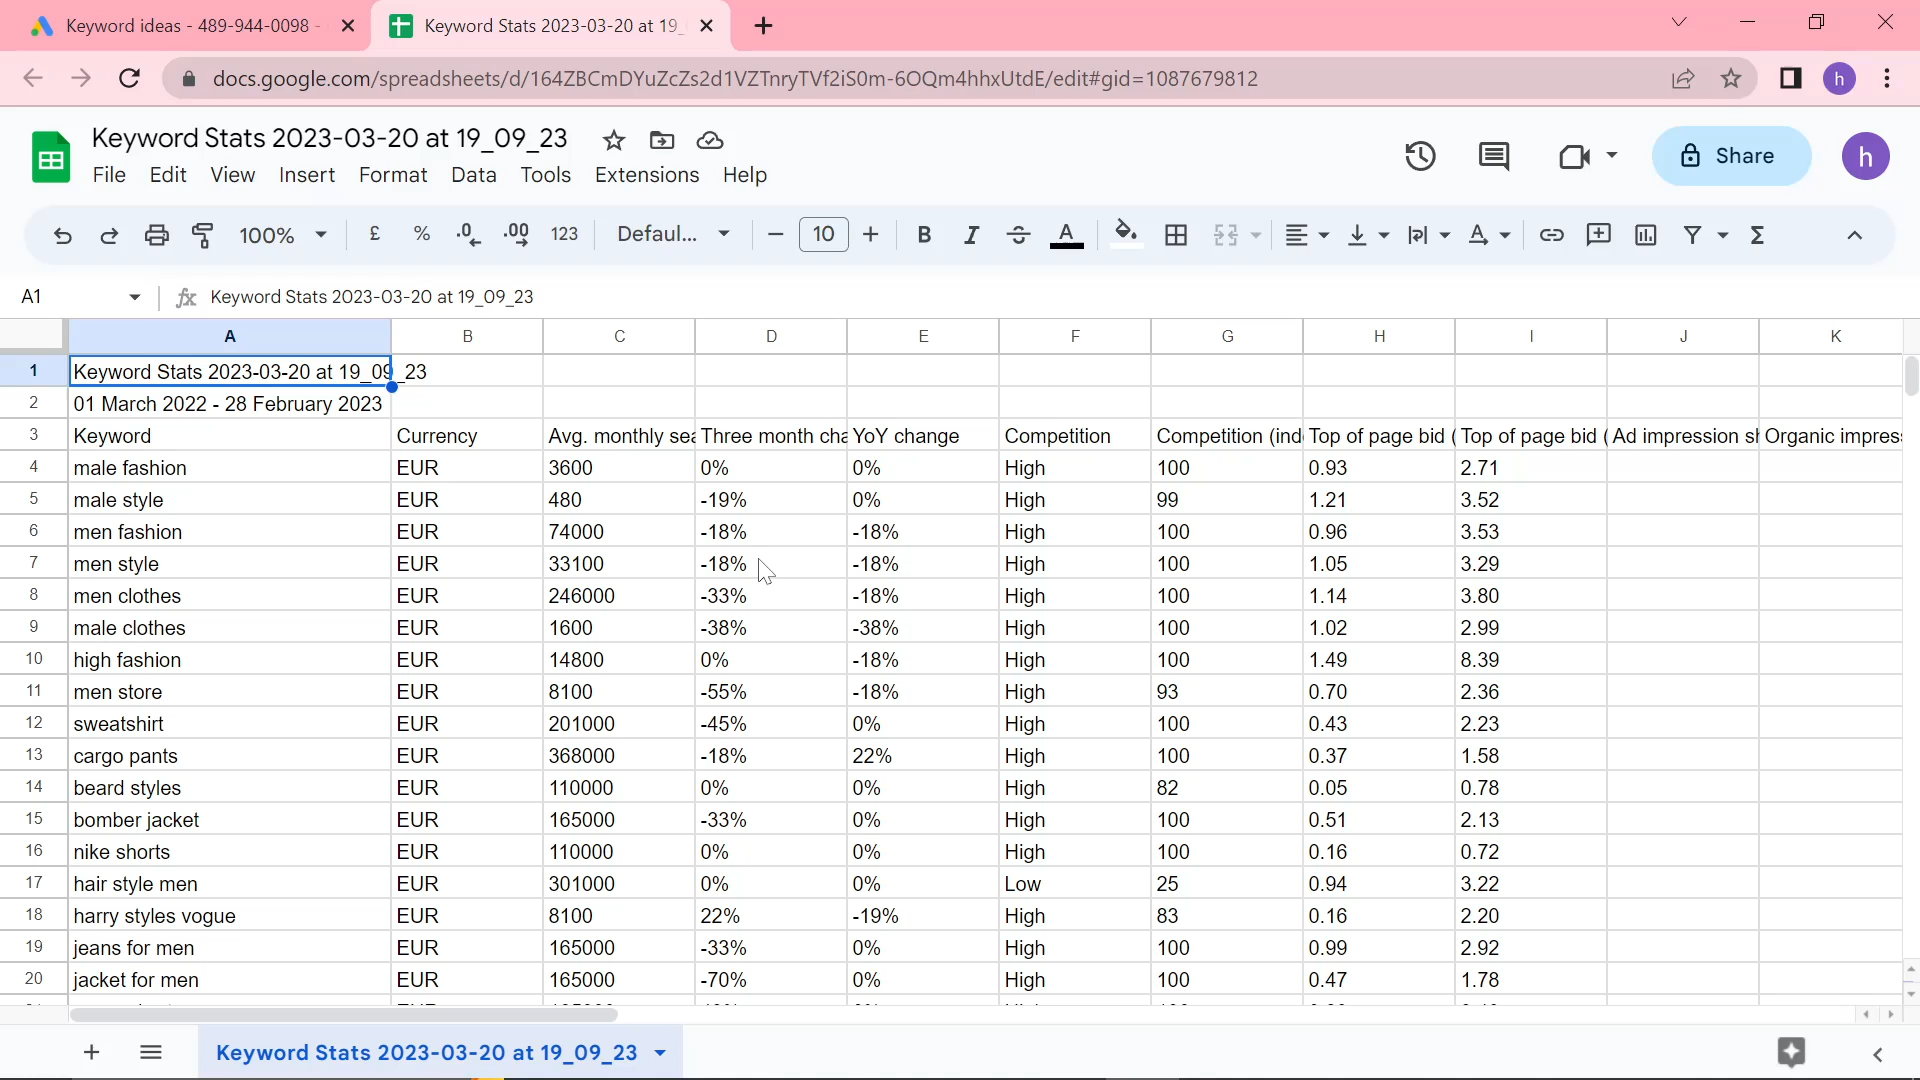 Keyword ideas - 489-944-0098 -
Keyword Stats 2023-03-20 at 19_
docs.google.com/spreadsheets/d/164ZBCmDYuZcZs2d1VZTnryTVf2iS0m-6OQm4hhxUtdE/edit#gid=1087679812
h
Keyword Stats 2023-03-20 at 19_09_23
File Edit View Insert Format Data Tools Extensions Help
Share
h
100% £ % .0 .00 123 Defaul... 10 B I S A
A1 fx Keyword Stats 2023-03-20 at 19_09_23
A B C D E F G H I J K
1 Keyword Stats 2023-03-20 at 19_09_23
2 01 March 2022 - 28 February 2023
3 Keyword Currency Avg. monthly sea Three month cha YoY change Competition Competition (ind Top of page bid ( Top of page bid ( Ad impression sh Organic impres
4 male fashion EUR 3600 0% 0% High 100 0.93 2.71
5 male style EUR 480 -19% 0% High 99 1.21 3.52
6 men fashion EUR 74000 -18% -18% High 100 0.96 3.53
7 men style EUR 33100 -18% -18% High 100 1.05 3.29
8 men clothes EUR 246000 -33% -18% High 100 1.14 3.80
9 male clothes EUR 1600 -38% -38% High 100 1.02 2.99
10 high fashion EUR 14800 0% -18% High 100 1.49 8.39
11 men store EUR 8100 -55% -18% High 93 0.70 2.36
12 sweatshirt EUR 201000 -45% 0% High 100 0.43 2.23
13 cargo pants EUR 368000 -18% 22% High 100 0.37 1.58
14 beard styles EUR 110000 0% 0% High 82 0.05 0.78
15 bomber jacket EUR 165000 -33% 0% High 100 0.51 2.13
16 nike shorts EUR 110000 0% 0% High 100 0.16 0.72
17 hair style men EUR 301000 0% 0% Low 25 0.94 3.22
18 harry styles vogue EUR 8100 22% -19% High 83 0.16 2.20
19 jeans for men EUR 165000 -33% 0% High 100 0.99 2.92
20 jacket for men EUR 165000 -70% 0% High 100 0.47 1.78
Keyword Stats 2023-03-20 at 19_09_23